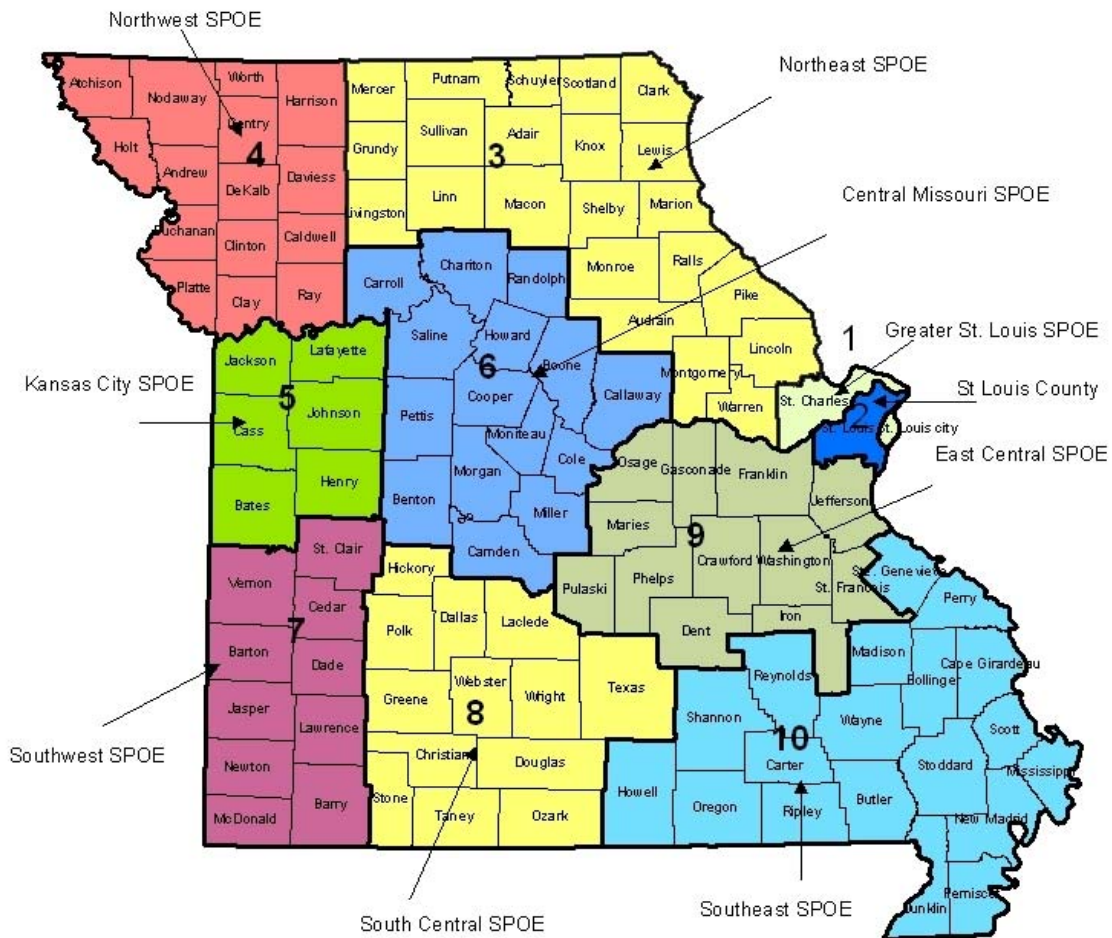 Northwest SPOE
Northeast SPOE
Central Missouri SPOE
Greater St. Louis SPOE
St Louis County
East Central SPOE
Kansas City SPOE
Southwest SPOE
South Central SPOE
Southeast SPOE
4
Atchison
Nodaway
Worth
Harrison
Gentry
Holt
Andrew
DeKalb
Daviess
Buchanan
Clinton
Caldwell
Platte
Clay
Ray
3
Mercer
Putnam
Schuyler
Scotland
Clark
Sullivan
Adair
Knox
Lewis
Grundy
Linn
Macon
Shelby
Marion
Livingston
Monroe
Ralls
Pike
Audrain
Lincoln
Montgomery
Warren
6
Carroll
Chariton
Randolph
Saline
Howard
Boone
Callaway
Pettis
Cooper
Moniteau
Cole
Morgan
Benton
Miller
Camden
5
Jackson
Lafayette
Johnson
Cass
Henry
Bates
1
St. Charles
St. Louis city
2
St. Louis
9
Osage
Gasconade
Franklin
Jefferson
Maries
Crawford
Washington
Phelps
Pulaski
St. Francois
Dent
Iron
7
St. Clair
Vernon
Cedar
Barton
Dade
Jasper
Lawrence
Newton
Barry
McDonald
8
Hickory
Dallas
Laclede
Polk
Webster
Wright
Texas
Greene
Christian
Douglas
Stone
Taney
Ozark
10
Ste. Genevieve
Perry
Madison
Bollinger
Cape Girardeau
Reynolds
Shannon
Wayne
Scott
Carter
Stoddard
Mississippi
Howell
Oregon
Ripley
Butler
New Madrid
Dunklin
Pemiscot